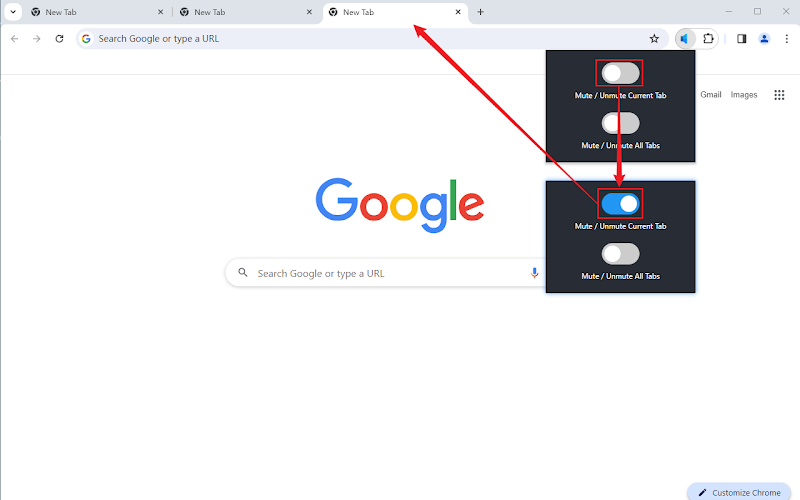 New Tab
New Tab
New Tab
Search Google or type a URL
Mute / Unmute Current Tab
Mute / Unmute All Tabs
Gmail
Images
Google
Search Google or type a URL
Mute / Unmute Current Tab
Mute / Unmute All Tabs
Customize Chrome